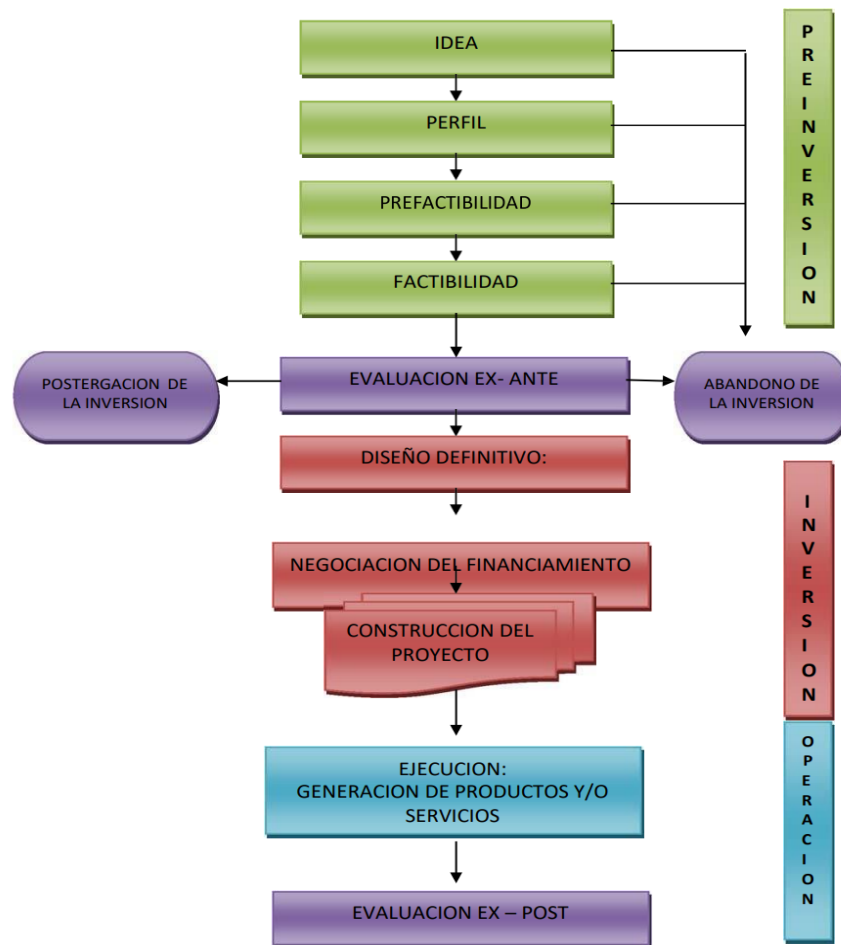 IDEA
PERFIL
PREFACTIBILIDAD
FACTIBILIDAD
PREINVERSION
POSTERGACION DE
LA INVERSION
EVALUACION EX- ANTE
ABANDONO DE
LA INVERSION
DISEÑO DEFINITIVO:
NEGOCIACION DEL FINANCIAMIENTO
CONSTRUCCION DEL
PROYECTO
INVERSION
EJECUCION:
GENERACION DE PRODUCTOS Y/O
SERVICIOS
OPERACION
EVALUACION EX – POST